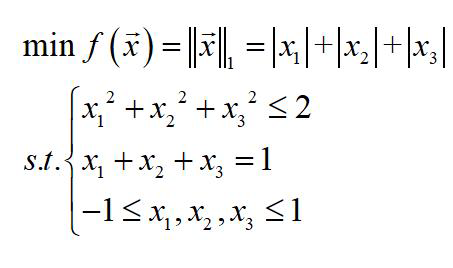 min f(x⃗) = ‖x⃗‖₁ = |x₁| + |x₂| + |x₃|
s.t. { x₁² + x₂² + x₃² ≤ 2
x₁ + x₂ + x₃ = 1
−1 ≤ x₁, x₂, x₃ ≤ 1